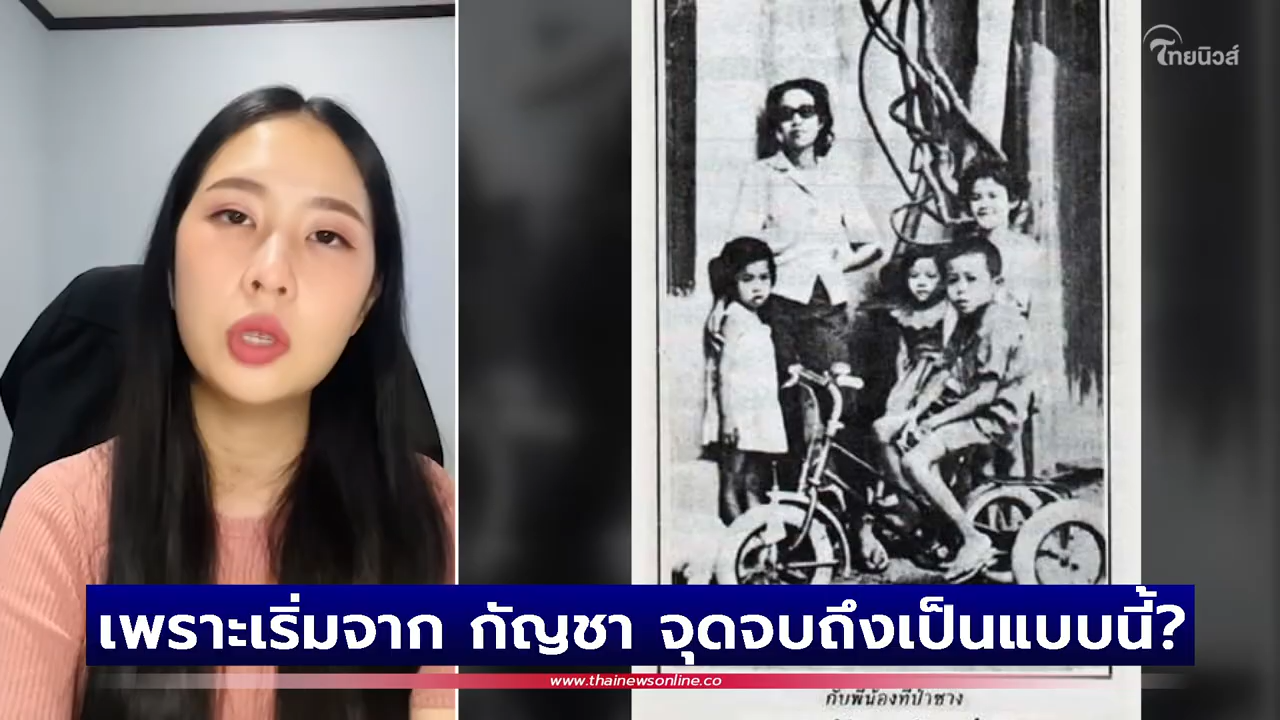 ไทยนิวส์
เพราะเริ่มจาก กัญชา จุดจบถึงเป็นแบบนี้?
www.thainewsonline.co
กับพี่น้องที่ป่าซาง